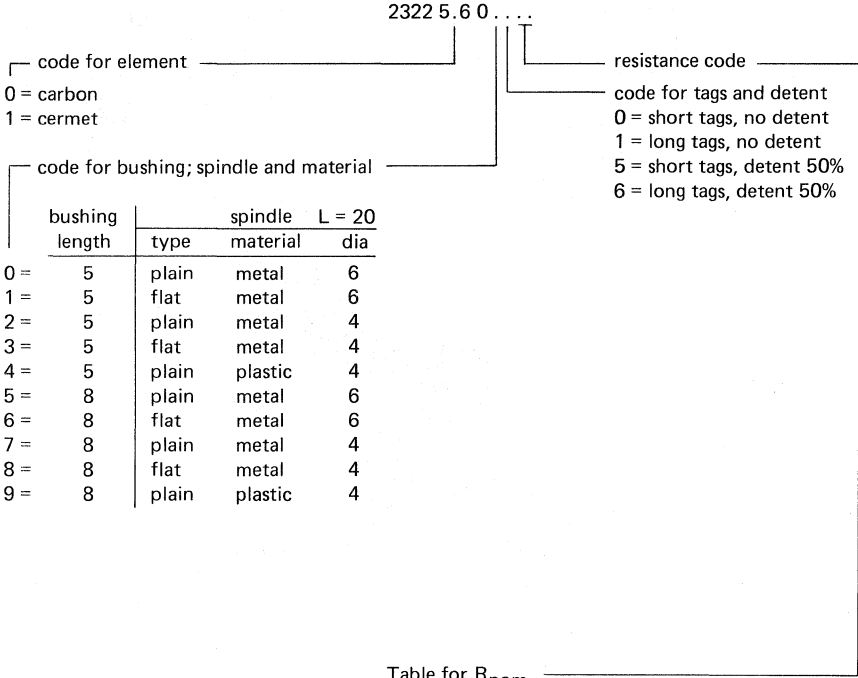 2322 5.6 0 . . . .
code for element
0 = carbon
1 = cermet
resistance code
code for tags and detent
0 = short tags, no detent
1 = long tags, no detent
5 = short tags, detent 50%
6 = long tags, detent 50%
code for bushing; spindle and material
bushing spindle L = 20
length type material dia
0 = 5 plain metal 6
1 = 5 flat metal 6
2 = 5 plain metal 4
3 = 5 flat metal 4
4 = 5 plain plastic 4
5 = 8 plain metal 6
6 = 8 flat metal 6
7 = 8 plain metal 4
8 = 8 flat metal 4
9 = 8 plain plastic 4
Table for Rnom